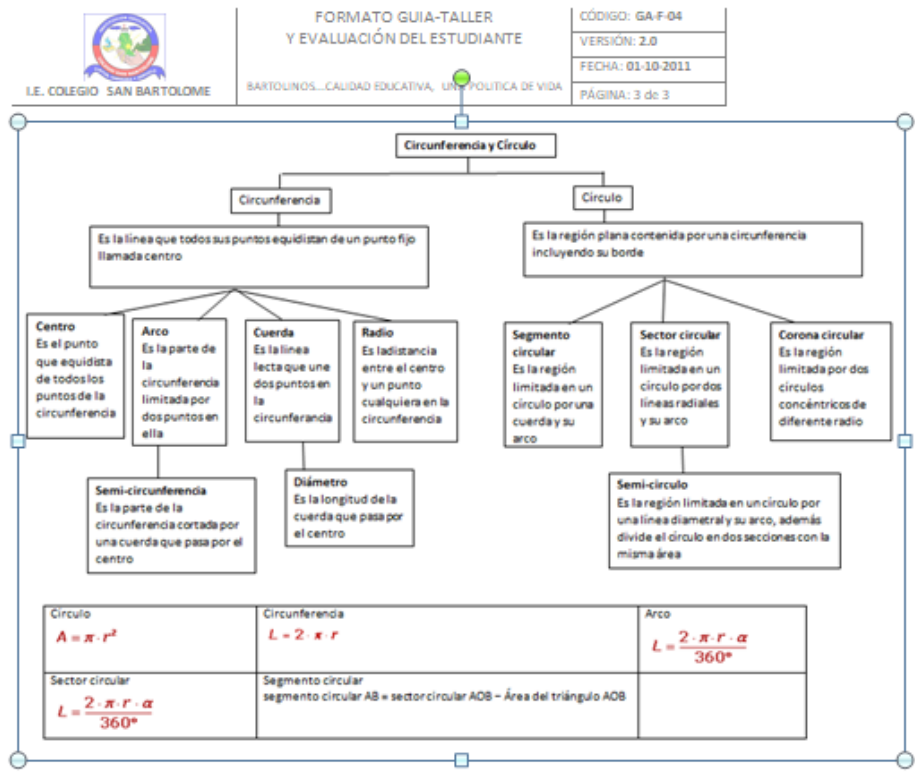 FORMATO GUIA-TALLER
Y EVALUACIÓN DEL ESTUDIANTE
BARTOLINOS...CALIDAD EDUCATIVA, UNA POLITICA DE VIDA
I.E. COLEGIO SAN BARTOLOME
CÓDIGO: GA-F-04
VERSIÓN: 2.0
FECHA: 01-10-2011
PÁGINA: 3 de 3
Circunferencia y Círculo
Circunferencia
Es la linea que todos sus puntos equidistan de un punto fijo
llamada centro
Circulo
Es la región plana contenida por una circunferencia
incluyendo su borde
Centro
Es el punto
que equidista
de todos los
puntos de la
circunferencia
Arco
Es la parte de
la
circunferencia
limitada por
dos puntos en
ella
Cuerda
Es la linea
lecta que une
dos puntos en
la
circunferancia
Radio
Es ladistancia
entre el centro
y un punto
cualquiera en la
circunferencia
Segmento
circular
Es la región
limitada en un
círculo por una
cuerda y su
arco
Sector circular
Es la región
limitada en un
círculo por dos
líneas radiales
y su arco
Corona circular
Es la región
limitada por dos
círculos
concéntricos de
diferente radio
Semi-circunferencia
Es la parte de la
circunferencia cortada por
una cuerda que pasa por el
centro
Diámetro
Es la longitud de la
cuerda que pasa por
el centro
Semi-circulo
Es la región limitada en un círculo por
una línea diametral y su arco, además
divide el círculo en dos secciones con la
misma área
Circulo
A = π · r²
Circunferencia
L = 2 · π · r
Arco
L = 2 · π · r · α / 360°
Sector circular
L = 2 · π · r · α / 360°
Segmento circular
segmento circular AB = sector circular AOB – Área del triángulo AOB